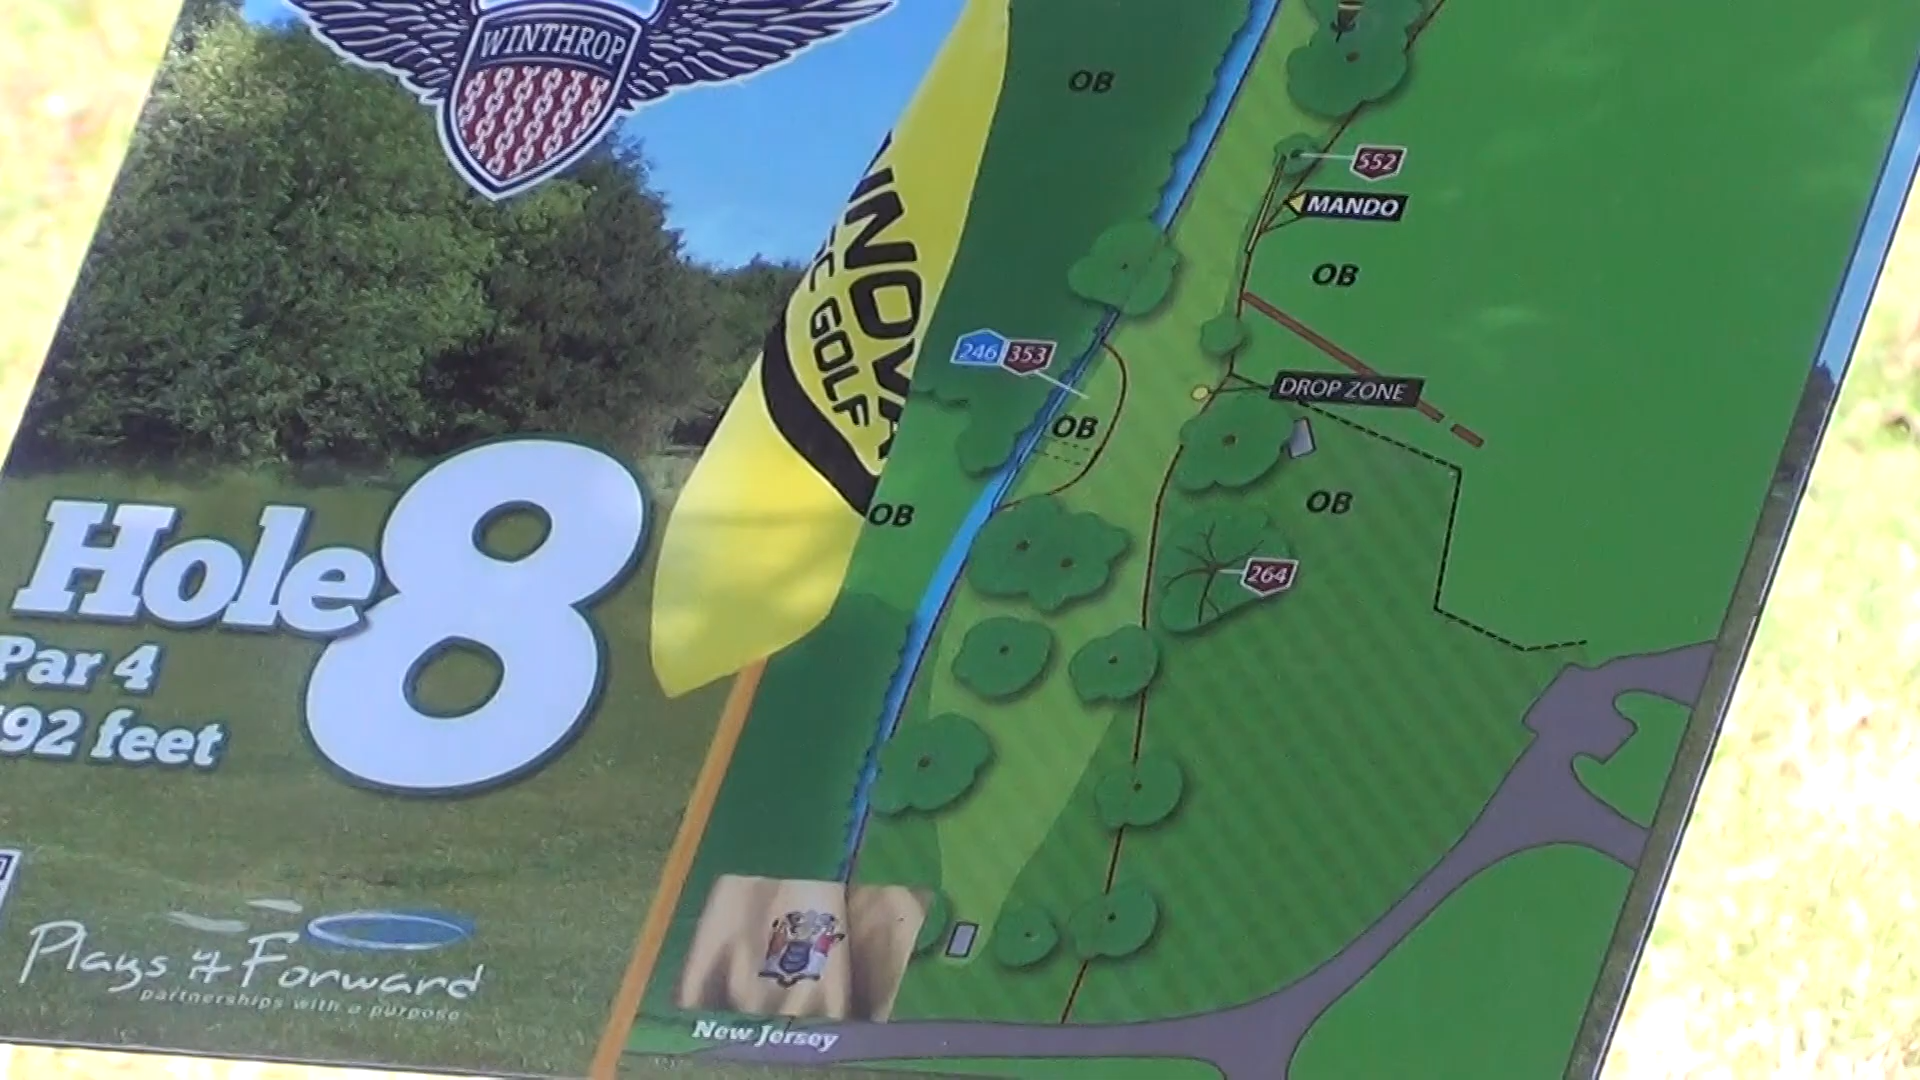 WINTHROP
OB
552
MANDO
OB
246 353
DROP ZONE
OB
OB
OB
264
GOLF
Hole 8
Par 4
92 feet
Plays it Forward
partnerships with a purpose
New Jersey